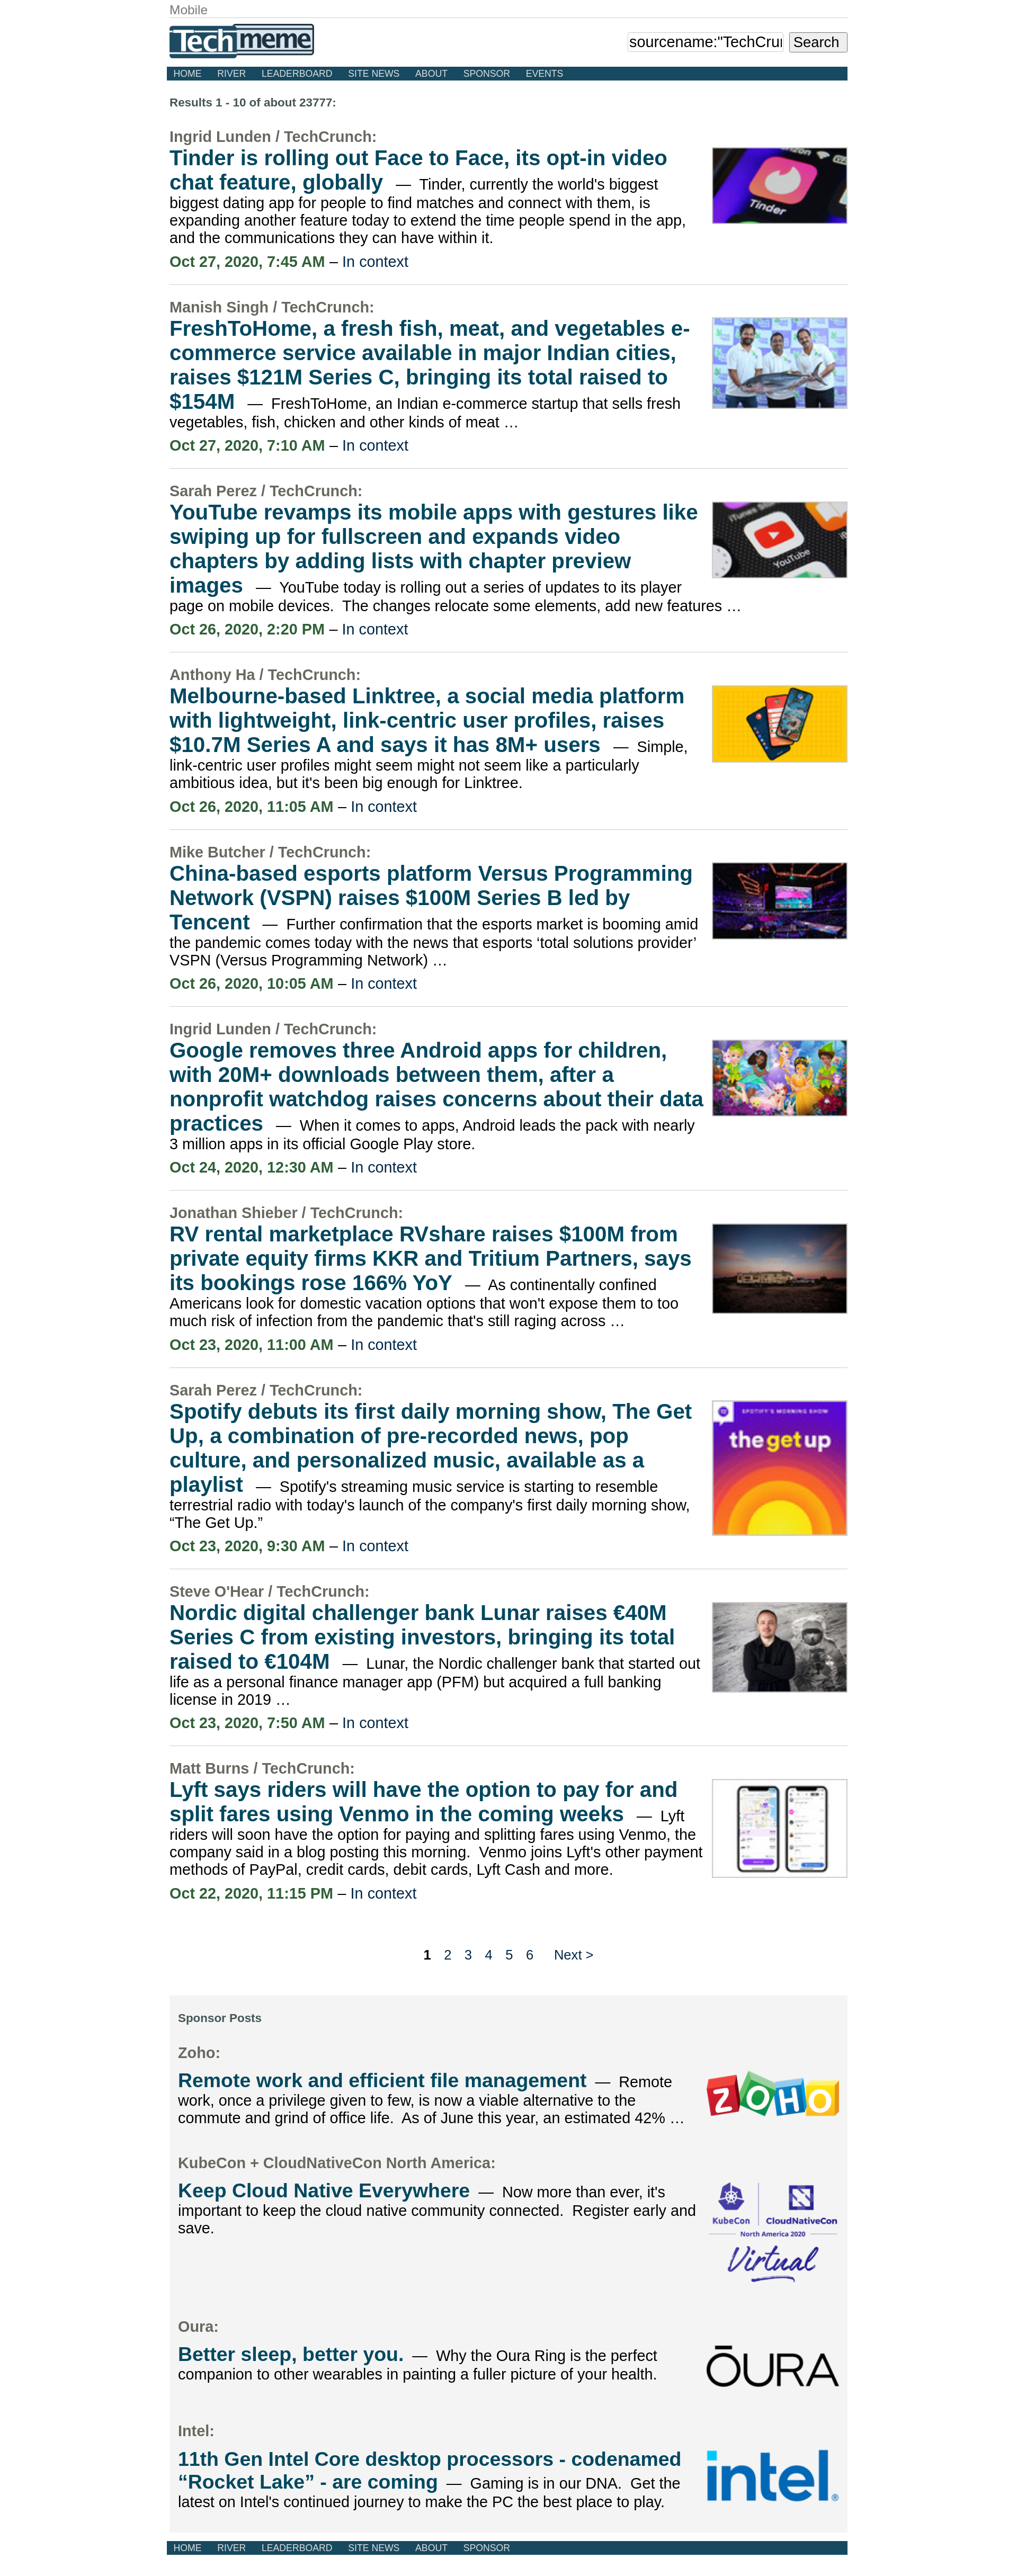 Mobile
Techmeme
sourcename:"TechCru
Search
HOME RIVER LEADERBOARD SITE NEWS ABOUT SPONSOR EVENTS
Results 1 - 10 of about 23777:
Ingrid Lunden / TechCrunch:
Tinder is rolling out Face to Face, its opt-in video
chat feature, globally — Tinder, currently the world's biggest
biggest dating app for people to find matches and connect with them, is
expanding another feature today to extend the time people spend in the app,
and the communications they can have within it.
Tinder
Oct 27, 2020, 7:45 AM – In context
Manish Singh / TechCrunch:
FreshToHome, a fresh fish, meat, and vegetables e-
commerce service available in major Indian cities,
raises $121M Series C, bringing its total raised to
$154M — FreshToHome, an Indian e-commerce startup that sells fresh
vegetables, fish, chicken and other kinds of meat …
Oct 27, 2020, 7:10 AM – In context
Sarah Perez / TechCrunch:
YouTube revamps its mobile apps with gestures like
swiping up for fullscreen and expands video
chapters by adding lists with chapter preview
images — YouTube today is rolling out a series of updates to its player
page on mobile devices. The changes relocate some elements, add new features …
YouTube
Oct 26, 2020, 2:20 PM – In context
Anthony Ha / TechCrunch:
Melbourne-based Linktree, a social media platform
with lightweight, link-centric user profiles, raises
$10.7M Series A and says it has 8M+ users — Simple,
link-centric user profiles might seem might not seem like a particularly
ambitious idea, but it's been big enough for Linktree.
Oct 26, 2020, 11:05 AM – In context
Mike Butcher / TechCrunch:
China-based esports platform Versus Programming
Network (VSPN) raises $100M Series B led by
Tencent — Further confirmation that the esports market is booming amid
the pandemic comes today with the news that esports ‘total solutions provider’
VSPN (Versus Programming Network) …
Oct 26, 2020, 10:05 AM – In context
Ingrid Lunden / TechCrunch:
Google removes three Android apps for children,
with 20M+ downloads between them, after a
nonprofit watchdog raises concerns about their data
practices — When it comes to apps, Android leads the pack with nearly
3 million apps in its official Google Play store.
Oct 24, 2020, 12:30 AM – In context
Jonathan Shieber / TechCrunch:
RV rental marketplace RVshare raises $100M from
private equity firms KKR and Tritium Partners, says
its bookings rose 166% YoY — As continentally confined
Americans look for domestic vacation options that won't expose them to too
much risk of infection from the pandemic that's still raging across …
Oct 23, 2020, 11:00 AM – In context
Sarah Perez / TechCrunch:
Spotify debuts its first daily morning show, The Get
Up, a combination of pre-recorded news, pop
culture, and personalized music, available as a
playlist — Spotify's streaming music service is starting to resemble
terrestrial radio with today's launch of the company's first daily morning show,
“The Get Up.”
SPOTIFY'S MORNING SHOW
the get up
Oct 23, 2020, 9:30 AM – In context
Steve O'Hear / TechCrunch:
Nordic digital challenger bank Lunar raises €40M
Series C from existing investors, bringing its total
raised to €104M — Lunar, the Nordic challenger bank that started out
life as a personal finance manager app (PFM) but acquired a full banking
license in 2019 …
Oct 23, 2020, 7:50 AM – In context
Matt Burns / TechCrunch:
Lyft says riders will have the option to pay for and
split fares using Venmo in the coming weeks — Lyft
riders will soon have the option for paying and splitting fares using Venmo, the
company said in a blog posting this morning. Venmo joins Lyft's other payment
methods of PayPal, credit cards, debit cards, Lyft Cash and more.
Oct 22, 2020, 11:15 PM – In context
1 2 3 4 5 6 Next >
Sponsor Posts
Zoho:
Remote work and efficient file management — Remote
work, once a privilege given to few, is now a viable alternative to the
commute and grind of office life. As of June this year, an estimated 42% …
ZOHO
KubeCon + CloudNativeCon North America:
Keep Cloud Native Everywhere — Now more than ever, it's
important to keep the cloud native community connected. Register early and
save.
KubeCon CloudNativeCon
North America 2020
Virtual
Oura:
Better sleep, better you. — Why the Oura Ring is the perfect
companion to other wearables in painting a fuller picture of your health.
ŌURA
Intel:
11th Gen Intel Core desktop processors - codenamed
“Rocket Lake” - are coming — Gaming is in our DNA. Get the
latest on Intel's continued journey to make the PC the best place to play.
intel®
HOME RIVER LEADERBOARD SITE NEWS ABOUT SPONSOR